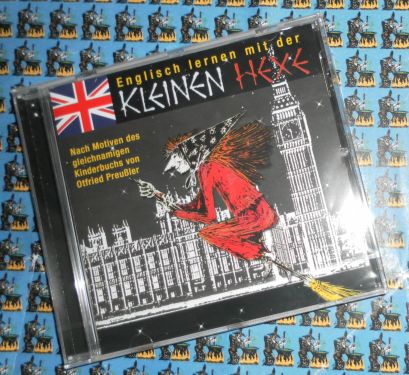 Englisch lernen mit der
KLEINEN HEXE
Nach Motiven des
gleichnamigen
Kinderbuchs von
Otfried Preußler